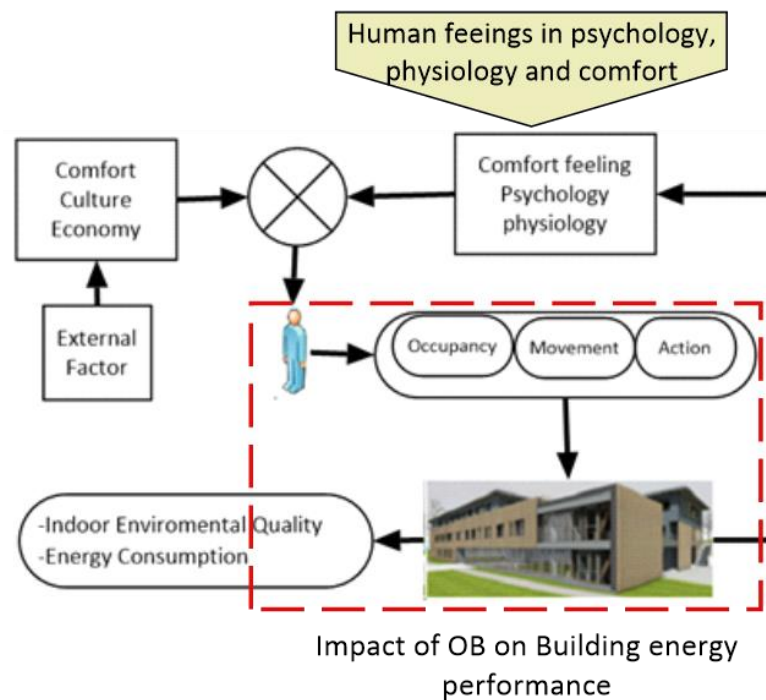 Human feeings in psychology,
physiology and comfort
Comfort
Culture
Economy
Comfort feeling
Psychology
physiology
External
Factor
Occupancy
Movement
Action
-Indoor Enviromental Quality
-Energy Consumption
Impact of OB on Building energy
performance